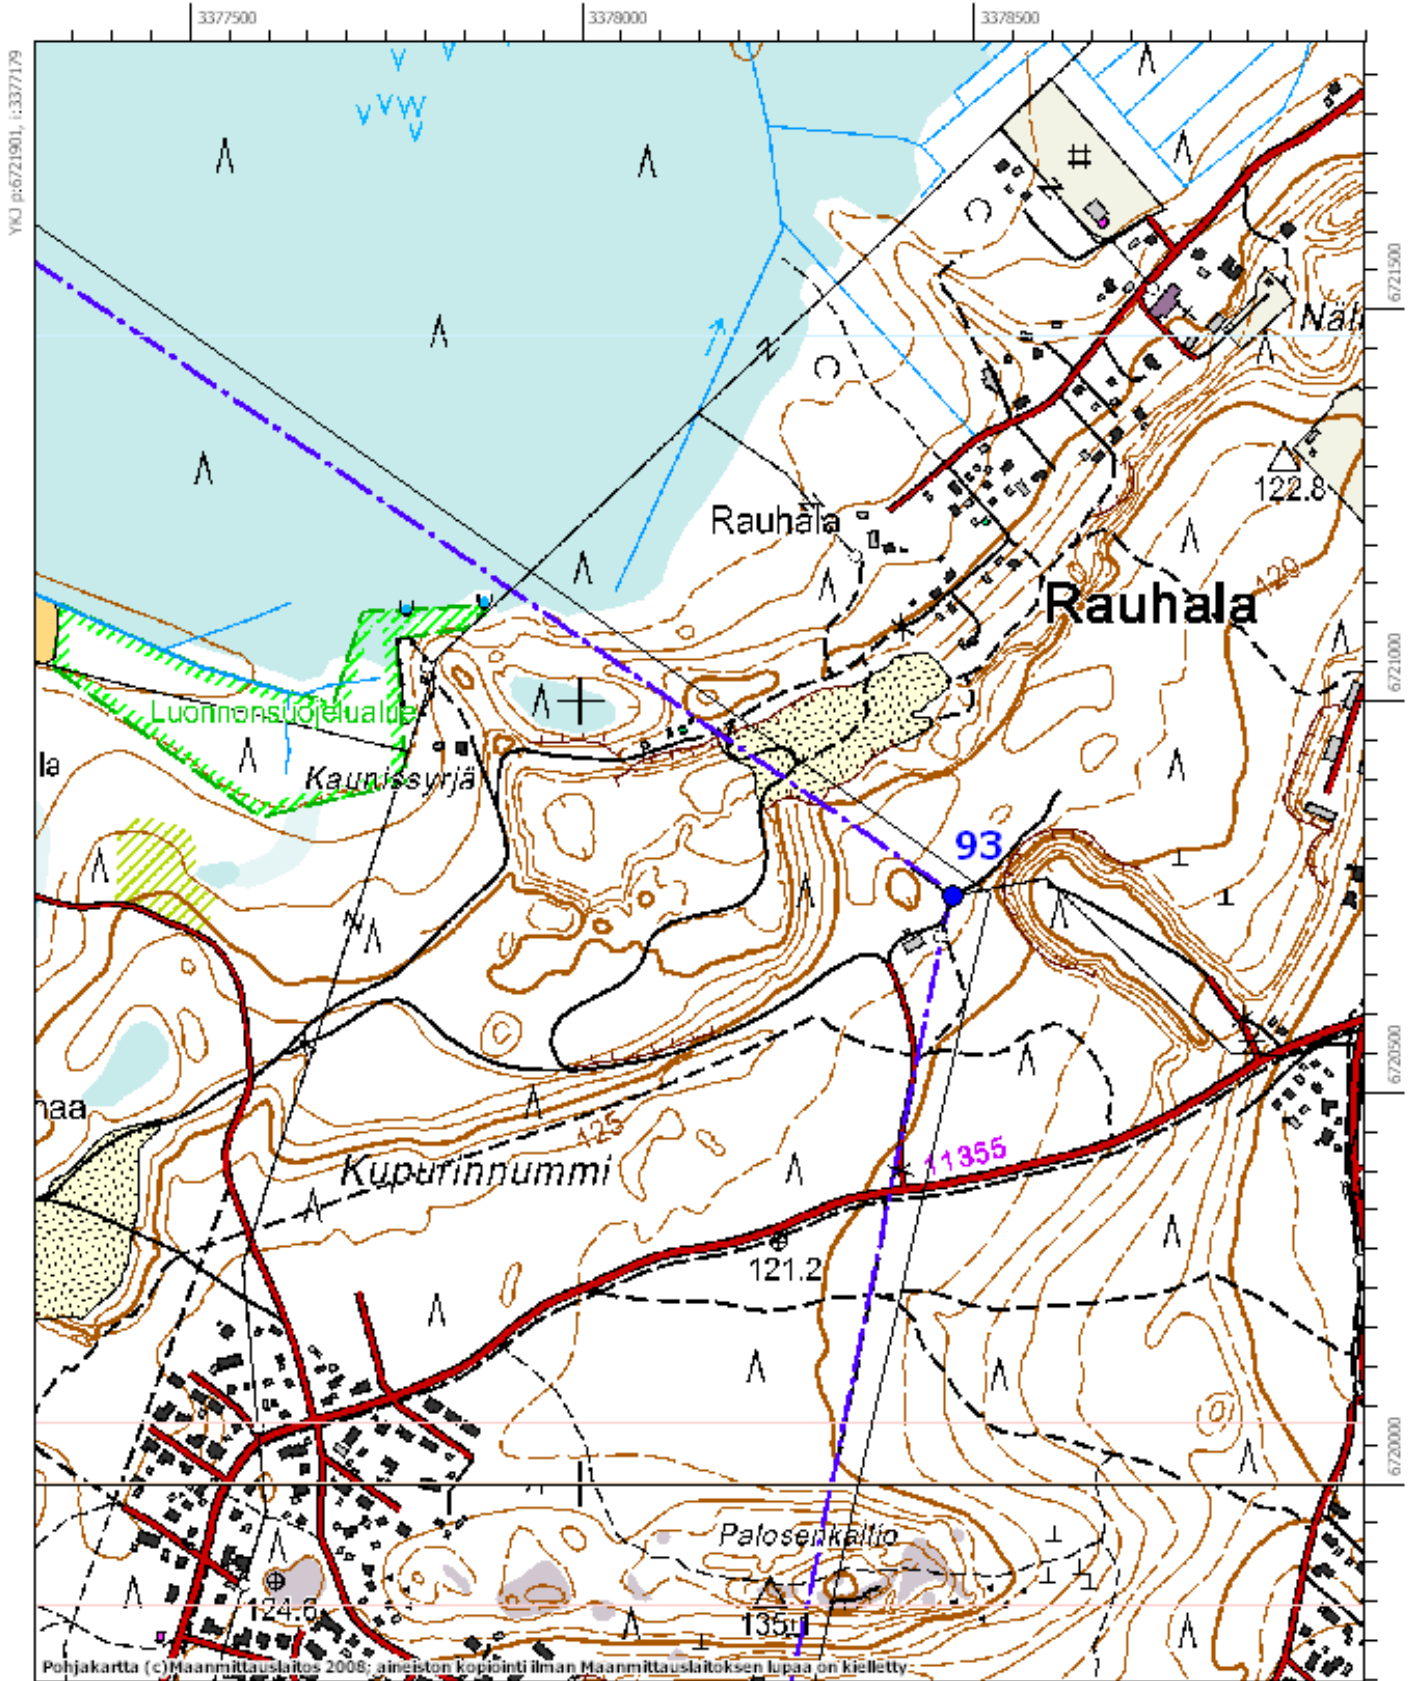 3377500
3378000
3378500
YKJ p:6721901, i:3377179
6721500
Näl
122.8
Rauhala
120
Rauhala
6721000
Luonnonsuojelualue
la
Kaunissyrjä
93
6720500
naa
125
11355
Kupurinnummi
121.2
6720000
Palosenkallio
124.6
135
Pohjakartta (c)Maanmittauslaitos 2008; aineiston kopiointi ilman Maanmittauslaitoksen lupaa on kielletty